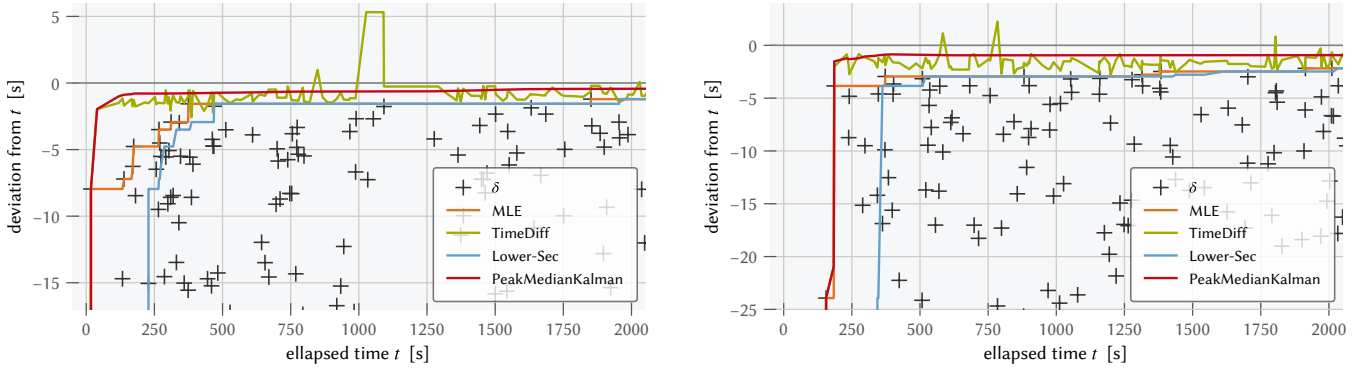 5
0
−5
−10
−15
deviation from t [s]
0
250
500
750
1000
1250
1500
1750
2000
ellapsed time t [s]
δ
MLE
TimeDiff
Lower-Sec
PeakMedianKalman
0
−5
−10
−15
−20
−25
deviation from t [s]
0
250
500
750
1000
1250
1500
1750
2000
ellapsed time t [s]
δ
MLE
TimeDiff
Lower-Sec
PeakMedianKalman